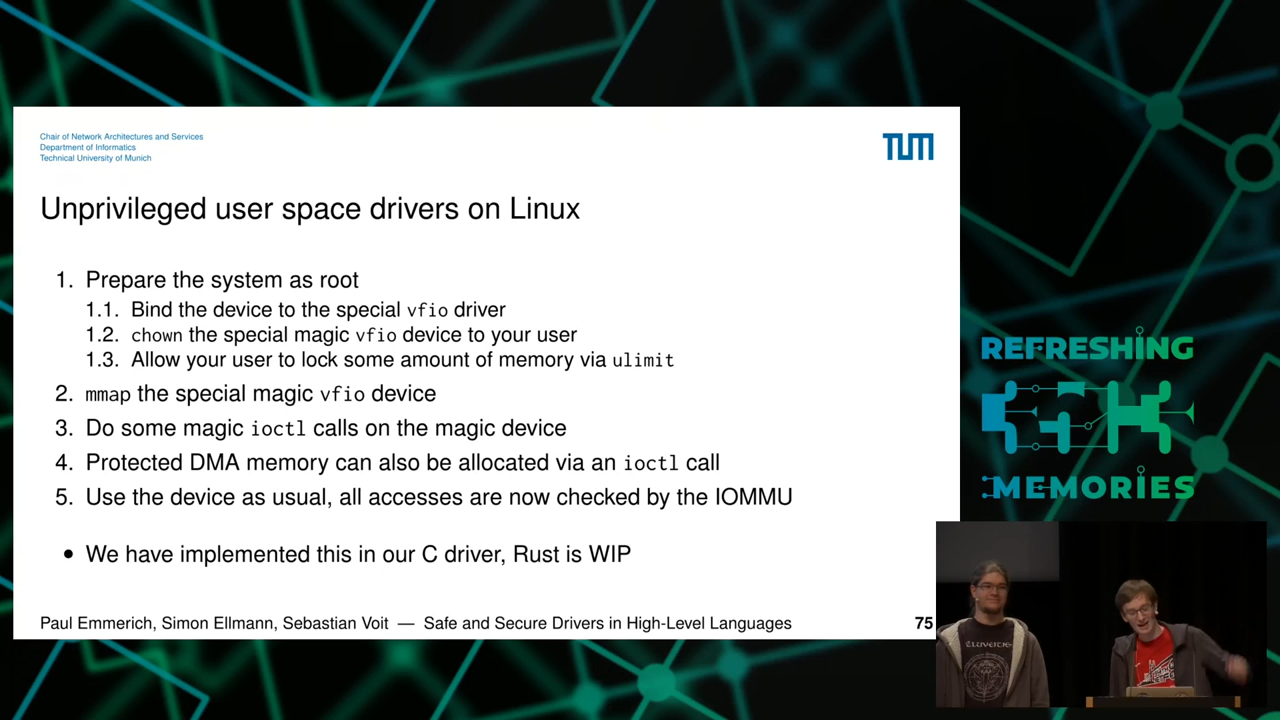 Chair of Network Architectures and Services
Department of Informatics
Technical University of Munich
TUM
Unprivileged user space drivers on Linux
1. Prepare the system as root
1.1. Bind the device to the special vfio driver
1.2. chown the special magic vfio device to your user
1.3. Allow your user to lock some amount of memory via ulimit
2. mmap the special magic vfio device
3. Do some magic ioctl calls on the magic device
4. Protected DMA memory can also be allocated via an ioctl call
5. Use the device as usual, all accesses are now checked by the IOMMU
• We have implemented this in our C driver, Rust is WIP
Paul Emmerich, Simon Ellmann, Sebastian Voit — Safe and Secure Drivers in High-Level Languages 75
REFRESHING
MEMORIES
ELUVEITIE